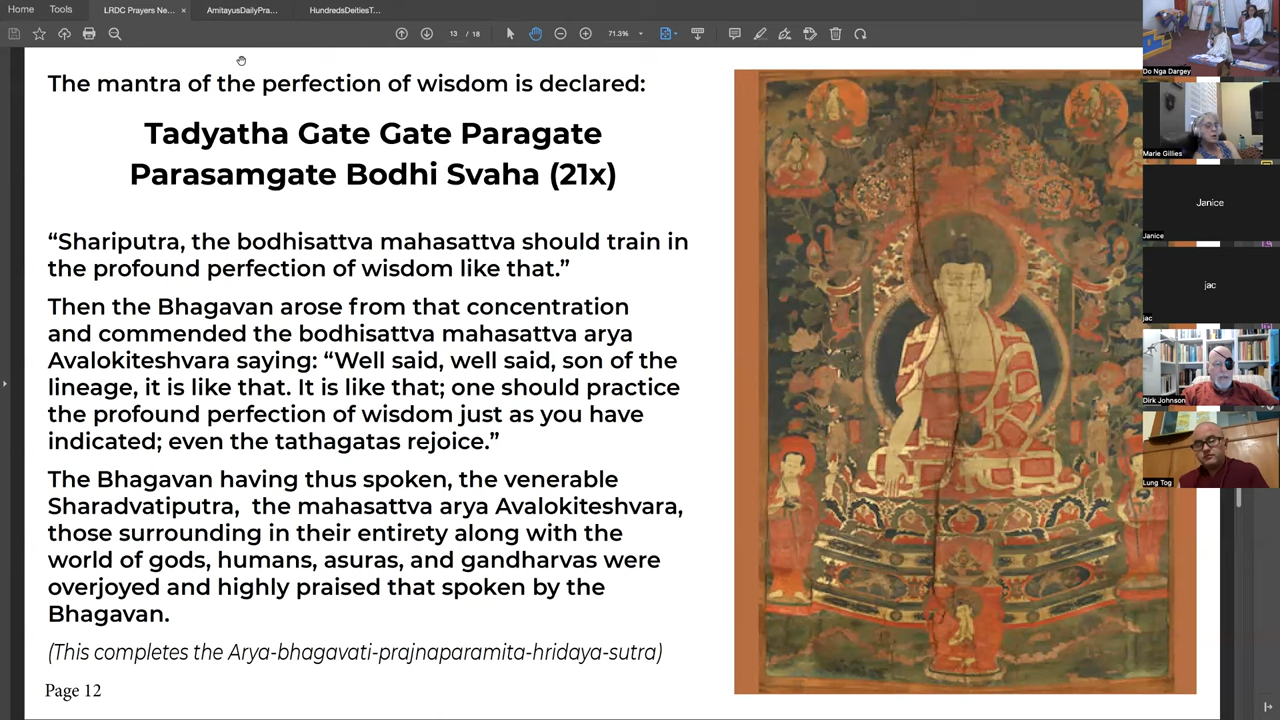 Home Tools LRDC Prayers Ne... × AmitayusDailyPra... HundredsDeitiesT...
13 / 18 71.3%
The mantra of the perfection of wisdom is declared:
Tadyatha Gate Gate Paragate
Parasamgate Bodhi Svaha (21x)
“Shariputra, the bodhisattva mahasattva should train in
the profound perfection of wisdom like that.”
Then the Bhagavan arose from that concentration
and commended the bodhisattva mahasattva arya
Avalokiteshvara saying: “Well said, well said, son of the
lineage, it is like that. It is like that; one should practice
the profound perfection of wisdom just as you have
indicated; even the tathagatas rejoice.”
The Bhagavan having thus spoken, the venerable
Sharadvatiputra,  the mahasattva arya Avalokiteshvara,
those surrounding in their entirety along with the
world of gods, humans, asuras, and gandharvas were
overjoyed and highly praised that spoken by the
Bhagavan.
(This completes the Arya-bhagavati-prajnaparamita-hridaya-sutra)
Page 12
Do Nga Dargey
Marie Gillies
Janice
Janice
jac
jac
Dirk Johnson
Lung Tog